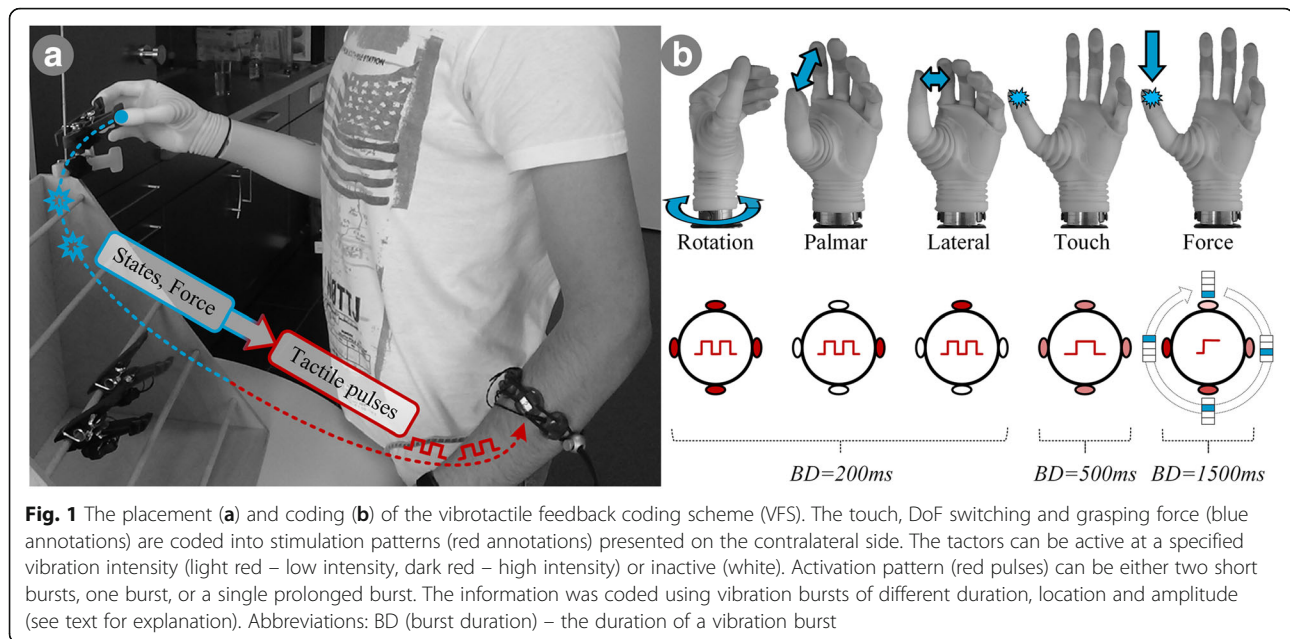 a
b
States, Force
Tactile pulses
Rotation Palmar Lateral Touch Force
BD=200ms BD=500ms BD=1500ms
Fig. 1 The placement (a) and coding (b) of the vibrotactile feedback coding scheme (VFS). The touch, DoF switching and grasping force (blue
annotations) are coded into stimulation patterns (red annotations) presented on the contralateral side. The tactors can be active at a specified
vibration intensity (light red – low intensity, dark red – high intensity) or inactive (white). Activation pattern (red pulses) can be either two short
bursts, one burst, or a single prolonged burst. The information was coded using vibration bursts of different duration, location and amplitude
(see text for explanation). Abbreviations: BD (burst duration) – the duration of a vibration burst